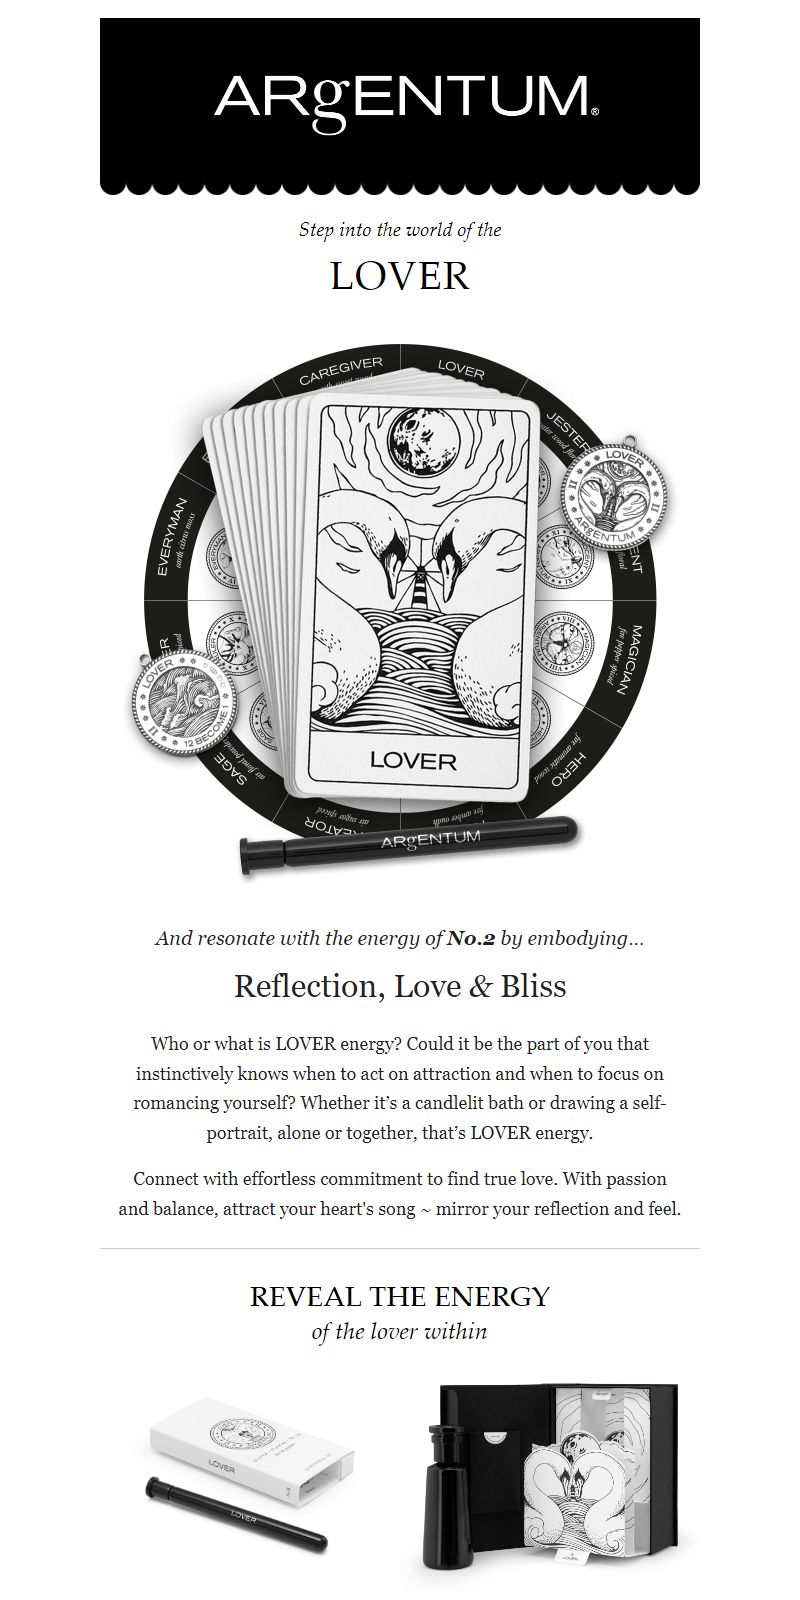 ARgENTUM®
Step into the world of the
LOVER
CAREGIVER
LOVER
JESTER
EVERYMAN
earth citrus moss
LOVER
II
II
ARgENTUM
MAGICIAN
fire pepper spiced
LOVER
II
12 BECOME 1
HERO
fire aromatic wood
SAGE
LOVER
air sugar spiced
fire amber oudh
ARgENTUM
And resonate with the energy of No.2 by embodying...
Reflection, Love & Bliss
Who or what is LOVER energy? Could it be the part of you that
instinctively knows when to act on attraction and when to focus on
romancing yourself? Whether it’s a candlelit bath or drawing a self-
portrait, alone or together, that’s LOVER energy.
Connect with effortless commitment to find true love. With passion
and balance, attract your heart's song ~ mirror your reflection and feel.
REVEAL THE ENERGY
of the lover within
LOVER
LOVER
LOVER